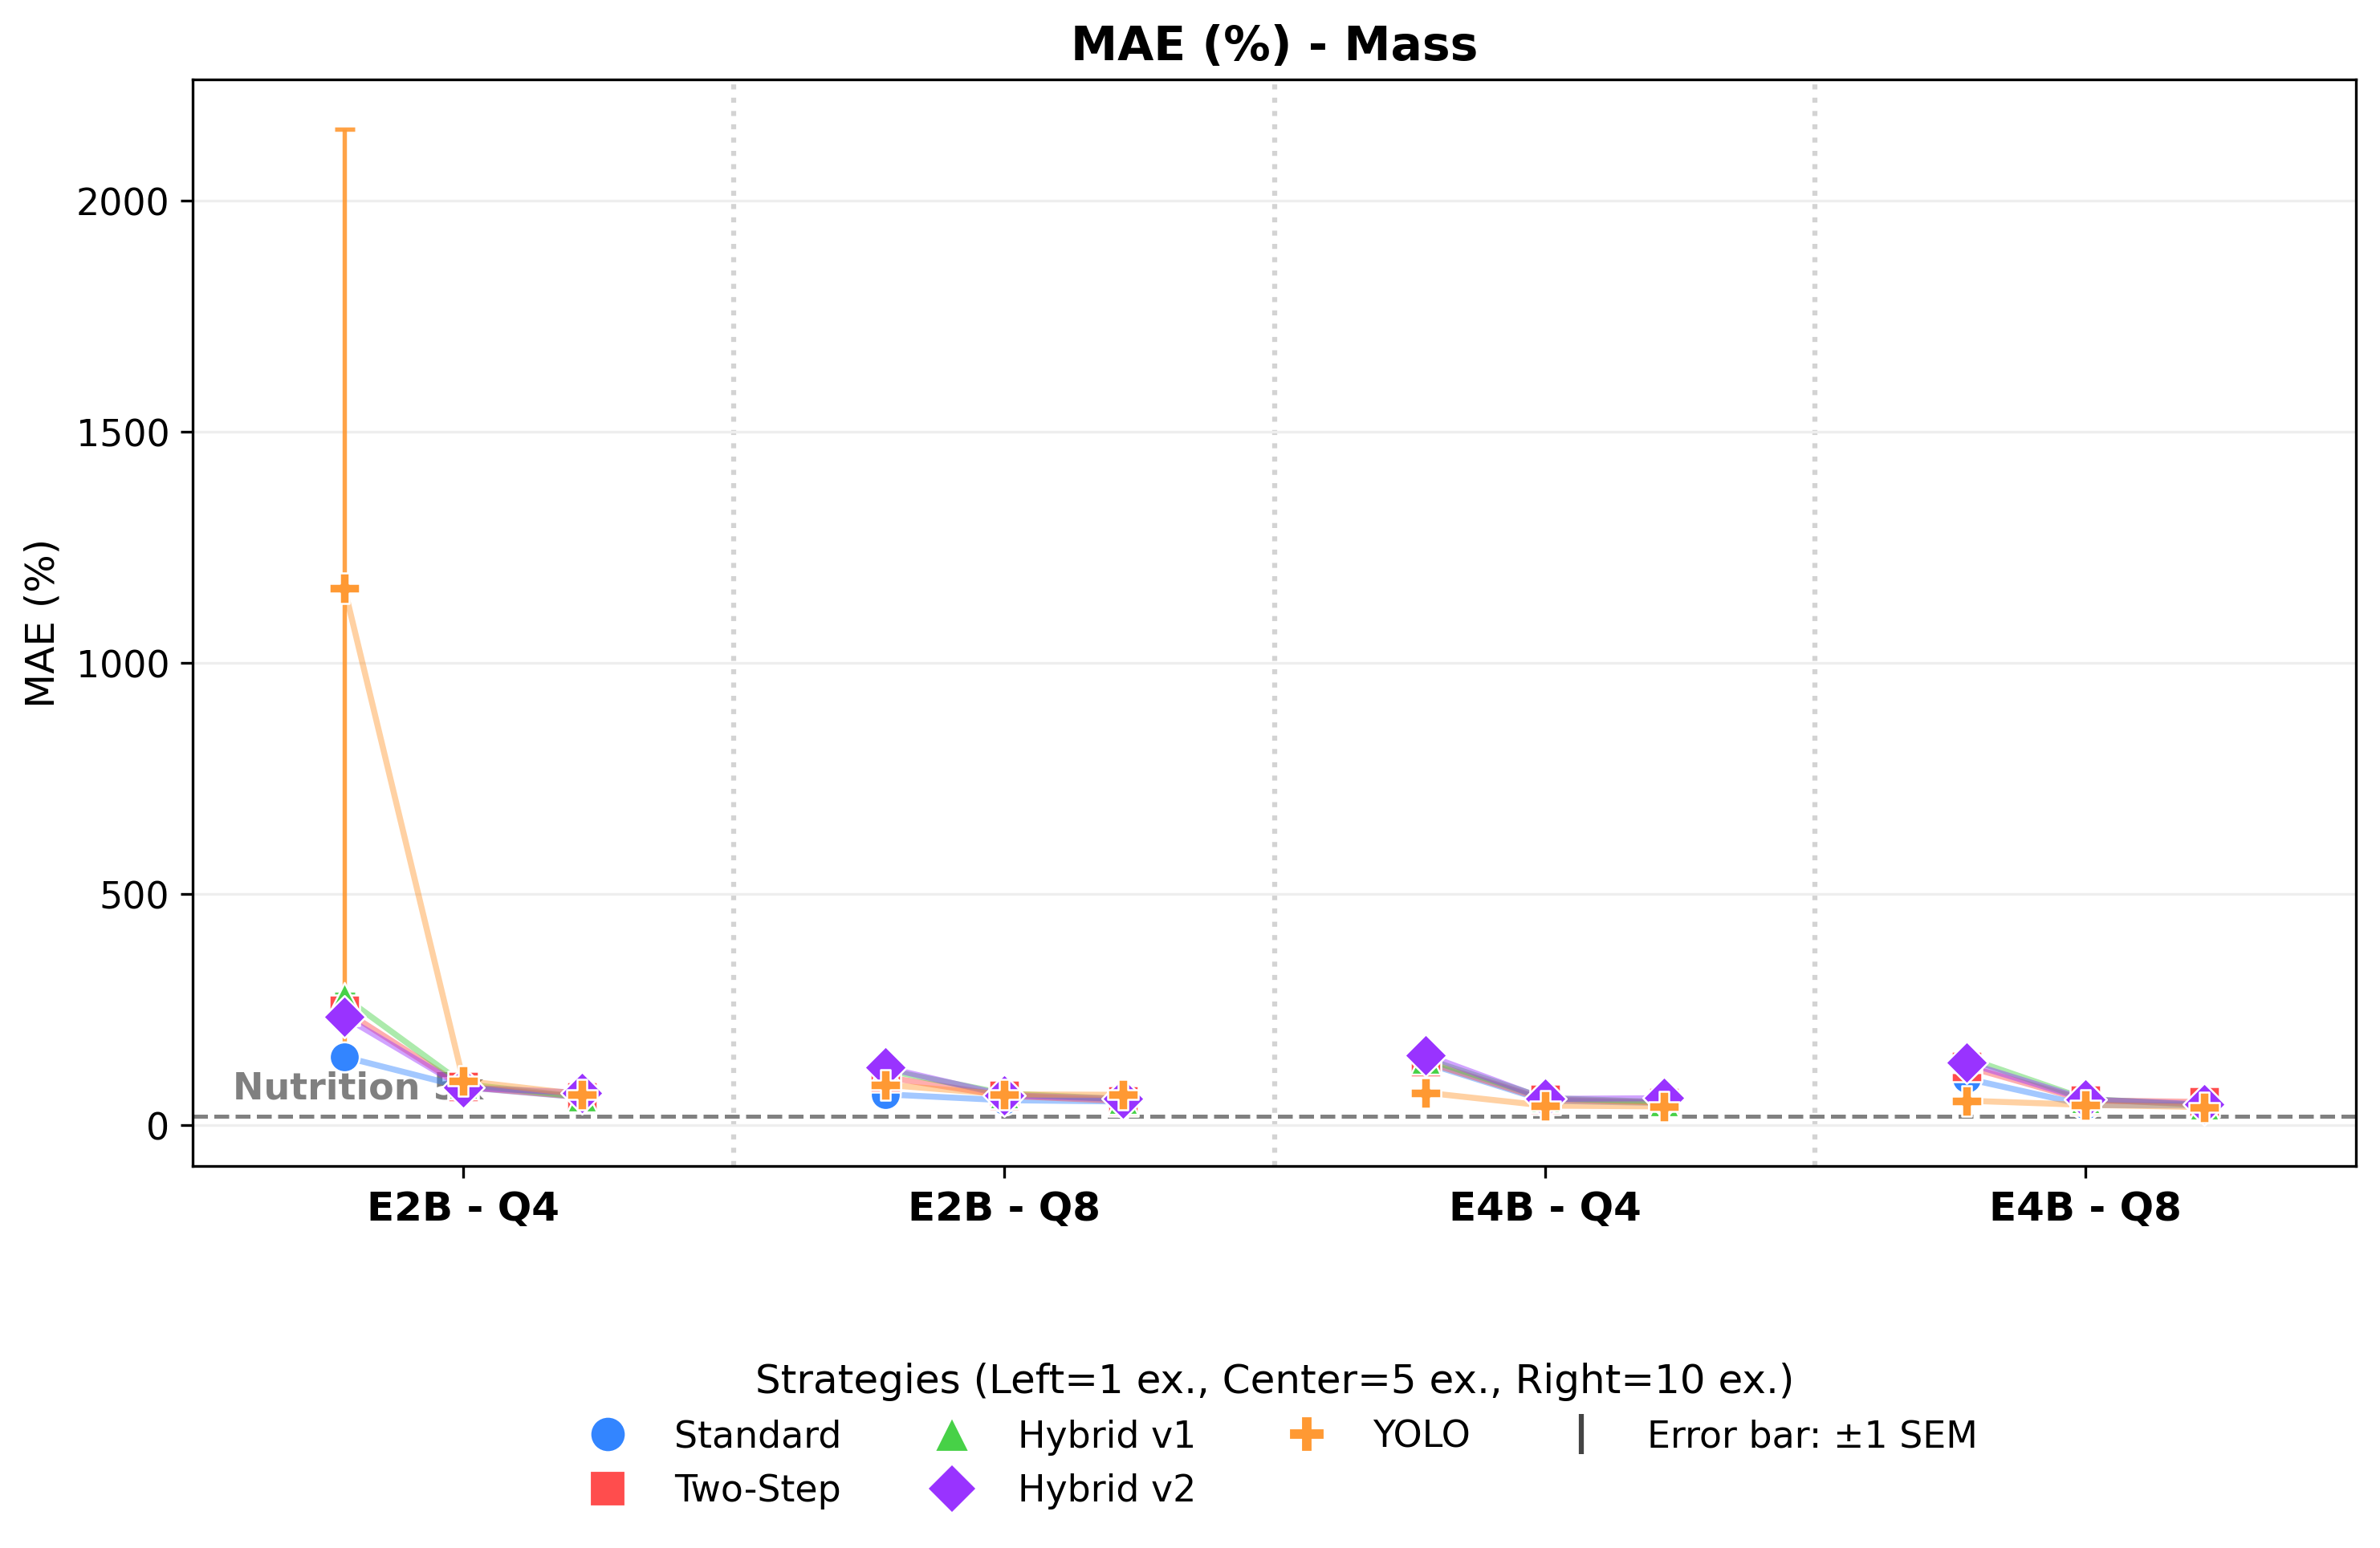 MAE (%) - Mass
MAE (%)
2000
1500
1000
500
0
Nutrition
E2B - Q4
E2B - Q8
E4B - Q4
E4B - Q8
Strategies (Left=1 ex., Center=5 ex., Right=10 ex.)
Standard
Two-Step
Hybrid v1
Hybrid v2
YOLO
Error bar: ±1 SEM